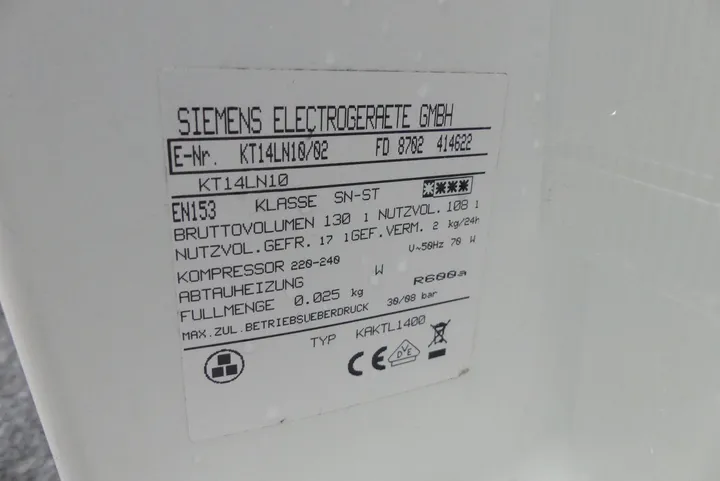 SIEMENS ELECTROGERAETE GMBH
E-Nr. KT14LN10/02 FD 8702 414622
KT14LN10
EN153 KLASSE SN-ST
BRUTTOVOLUMEN 130 l NUTZVOL. 108 l
NUTZVOL.GEFR. 17 lGEF.VERM. 2 kg/24h
KOMPRESSOR 220-240 V~50Hz 70 W
ABTAUHEIZUNG W
FULLMENGE 0.025 kg R600a
MAX.ZUL.BETRIEBSUEBERDRUCK 30/08 bar
TYP KAKTL1400
CE DVE